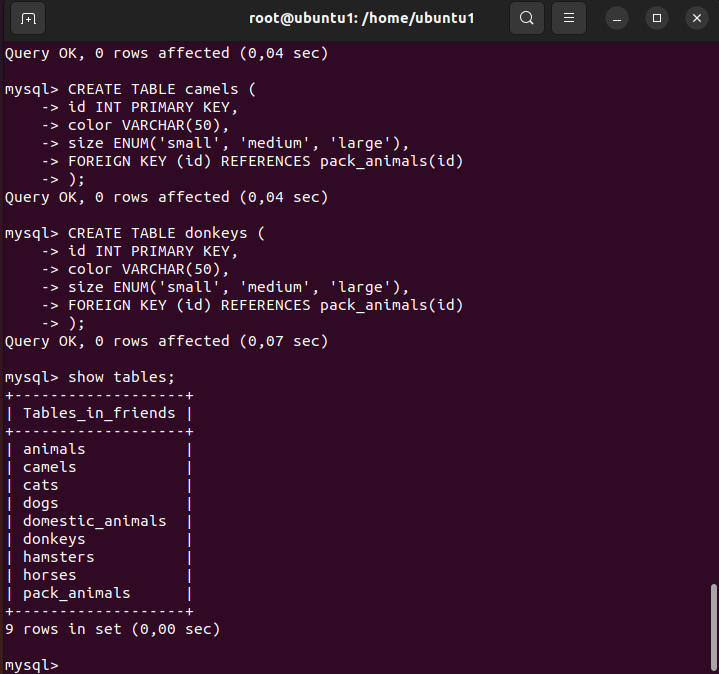 root@ubuntu1: /home/ubuntu1
Query OK, 0 rows affected (0,04 sec)
mysql> CREATE TABLE camels (
    -> id INT PRIMARY KEY,
    -> color VARCHAR(50),
    -> size ENUM('small', 'medium', 'large'),
    -> FOREIGN KEY (id) REFERENCES pack_animals(id)
    -> );
Query OK, 0 rows affected (0,04 sec)
mysql> CREATE TABLE donkeys (
    -> id INT PRIMARY KEY,
    -> color VARCHAR(50),
    -> size ENUM('small', 'medium', 'large'),
    -> FOREIGN KEY (id) REFERENCES pack_animals(id)
    -> );
Query OK, 0 rows affected (0,07 sec)
mysql> show tables;
+-------------------+
| Tables_in_friends |
+-------------------+
| animals           |
| camels            |
| cats              |
| dogs              |
| domestic_animals  |
| donkeys           |
| hamsters          |
| horses            |
| pack_animals      |
+-------------------+
9 rows in set (0,00 sec)
mysql>